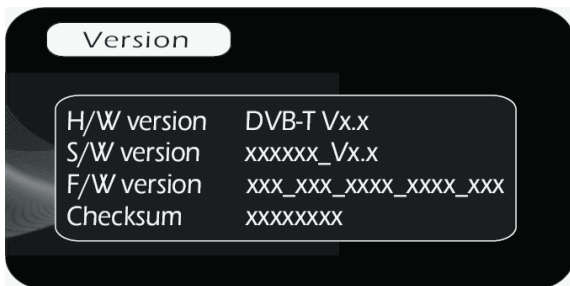 Version
H/W version DVB-T Vx.x
S/W version xxxxxx_Vx.x
F/W version xxx_xxx_xxxx_xxxx_xxx
Checksum xxxxxxxx